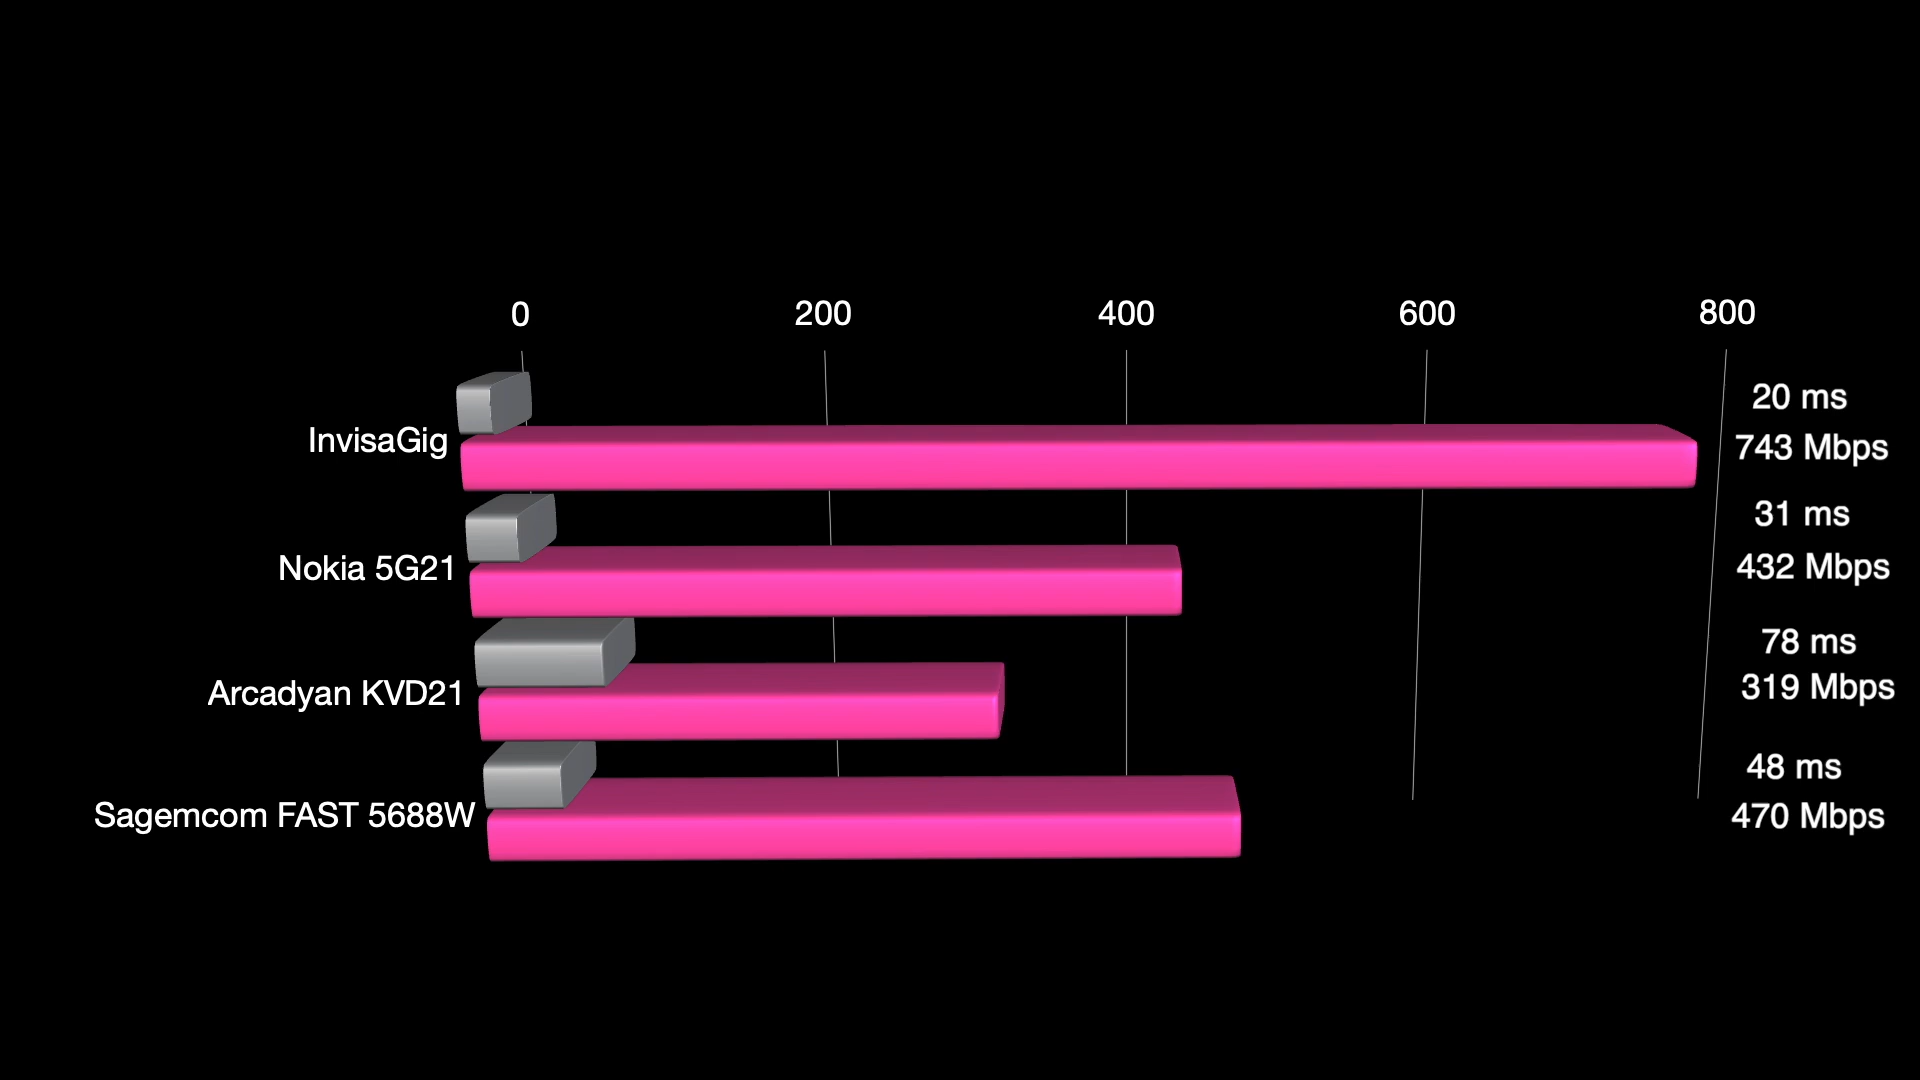 0 200 400 600 800
20 ms
InvisaGig 743 Mbps
31 ms
Nokia 5G21 432 Mbps
78 ms
Arcadyan KVD21 319 Mbps
48 ms
Sagemcom FAST 5688W 470 Mbps